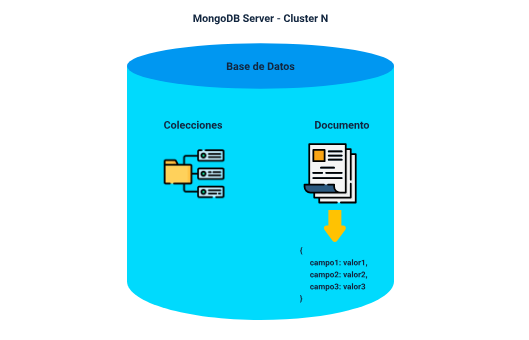 MongoDB Server - Cluster N
Base de Datos
Colecciones
Documento
{
campo1: valor1,
campo2: valor2,
campo3: valor3
}